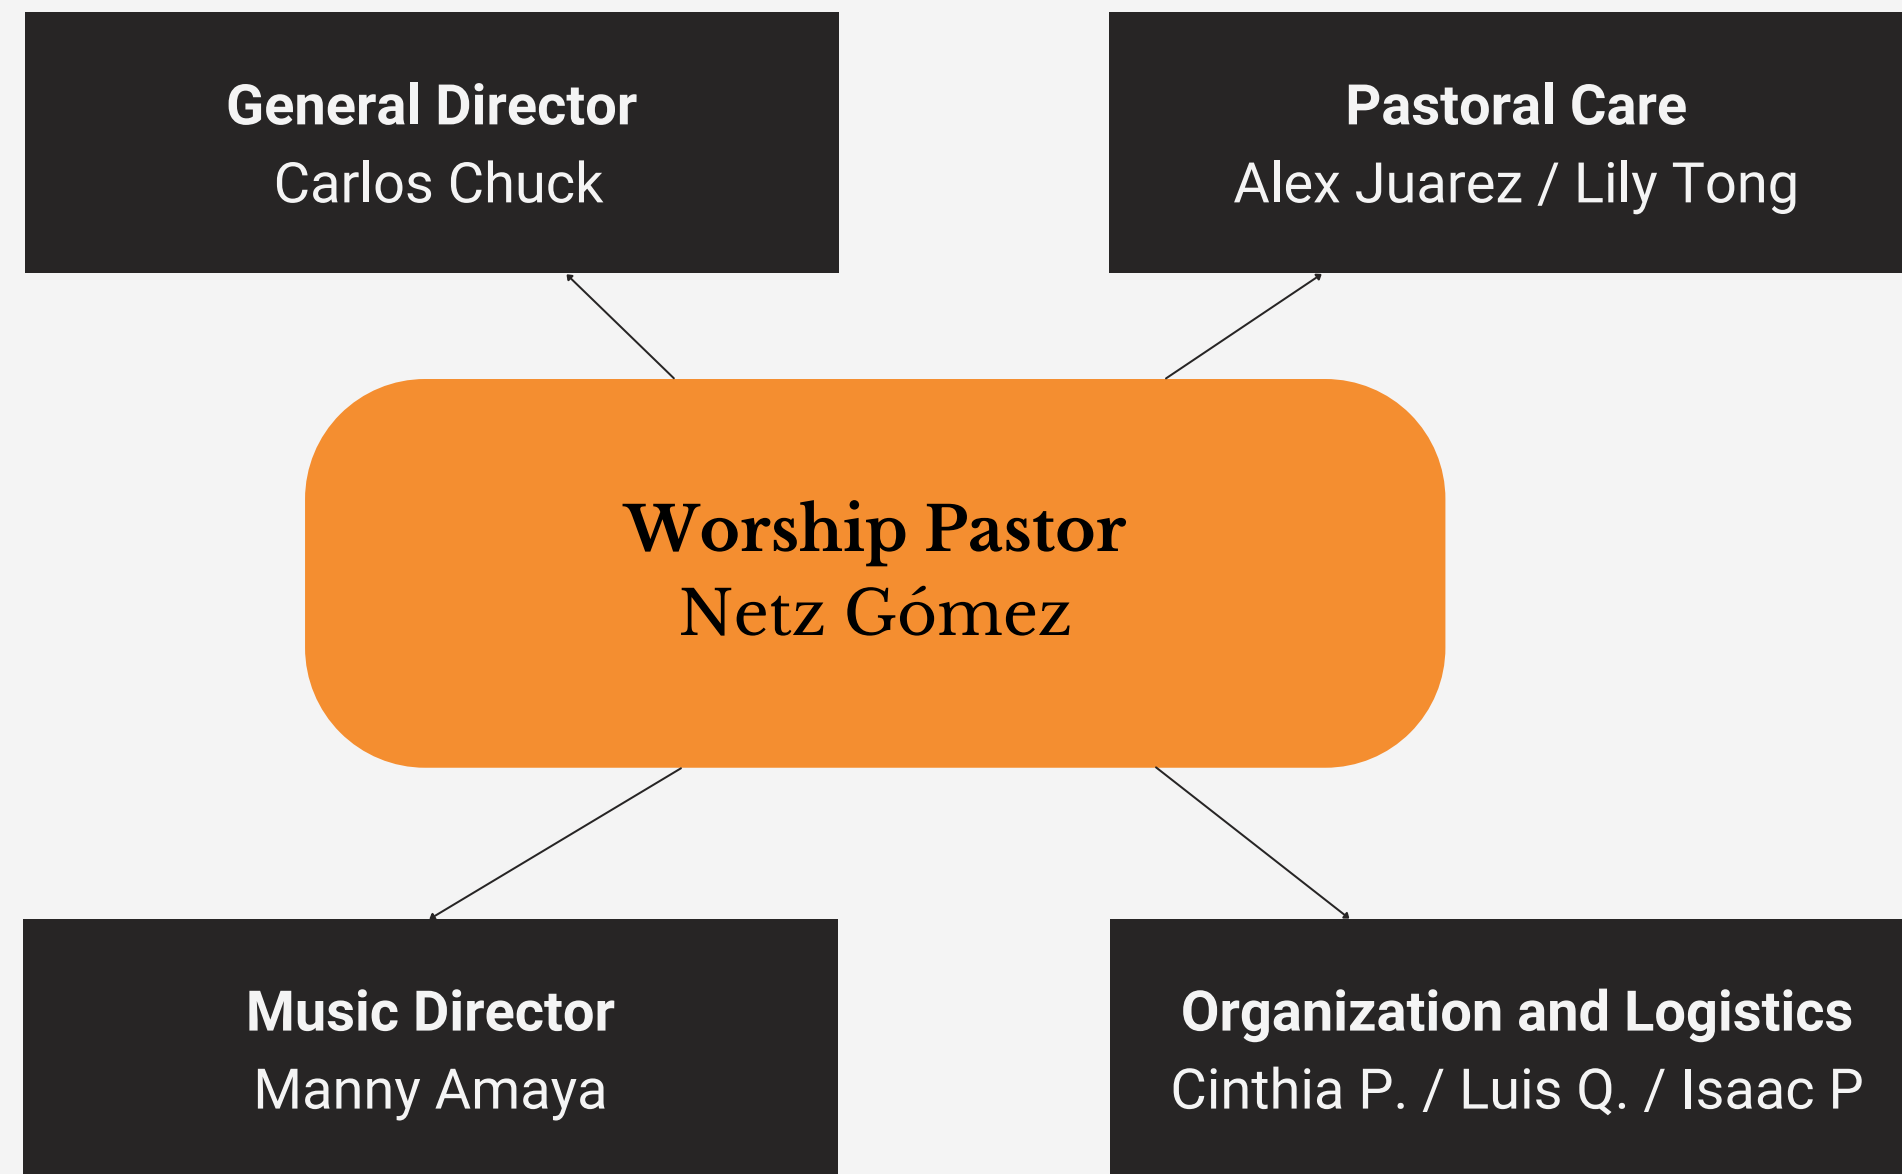 General Director
Carlos Chuck
Pastoral Care
Alex Juarez / Lily Tong
Worship Pastor
Netz Gómez
Music Director
Manny Amaya
Organization and Logistics
Cinthia P. / Luis Q. / Isaac P